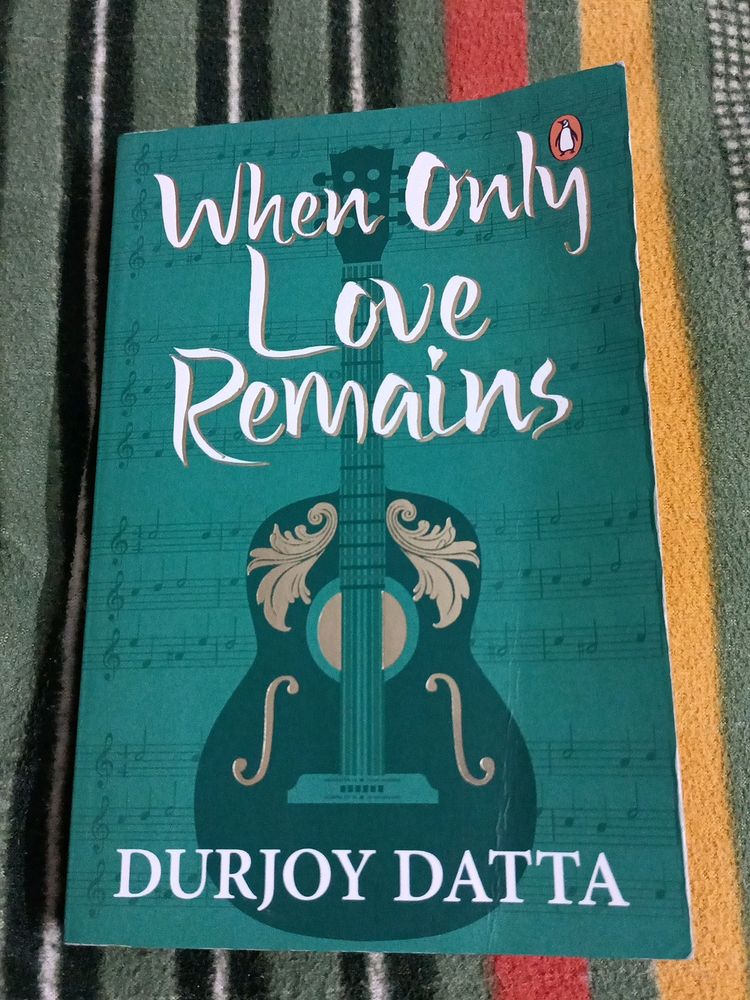 When Only
Love
Remains
DURJOY DATTA